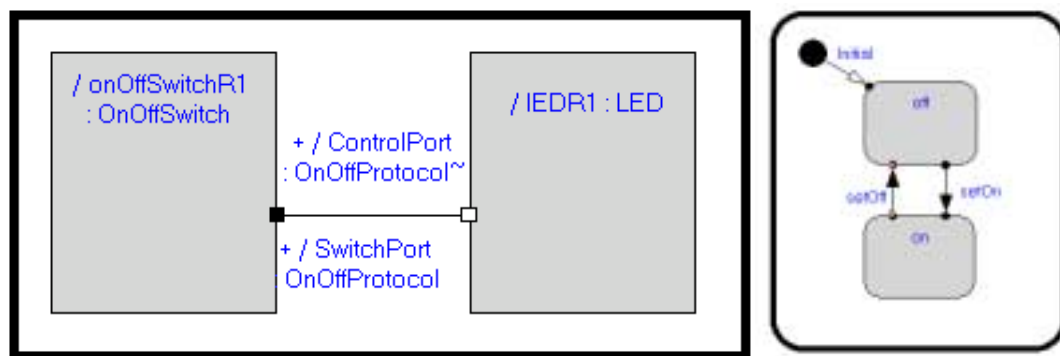 / onOffSwitchR1
: OnOffSwitch
/ lEDR1 : LED
+ / ControlPort
: OnOffProtocol~
+ / SwitchPort
OnOffProtocol
Initial
off
setOff
setOn
on